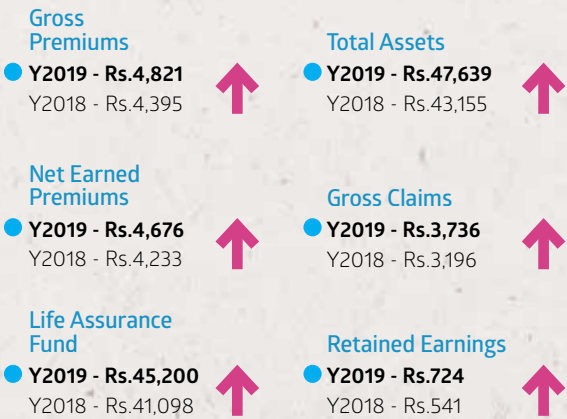 Gross
Premiums
Y2019 - Rs.4,821
Y2018 - Rs.4,395
Total Assets
Y2019 - Rs.47,639
Y2018 - Rs.43,155
Net Earned
Premiums
Y2019 - Rs.4,676
Y2018 - Rs.4,233
Gross Claims
Y2019 - Rs.3,736
Y2018 - Rs.3,196
Life Assurance
Fund
Y2019 - Rs.45,200
Y2018 - Rs.41,098
Retained Earnings
Y2019 - Rs.724
Y2018 - Rs.541